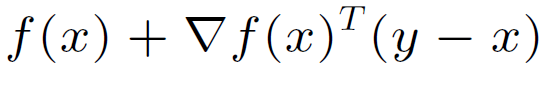 f(x) + ∇f(x)^T(y − x)